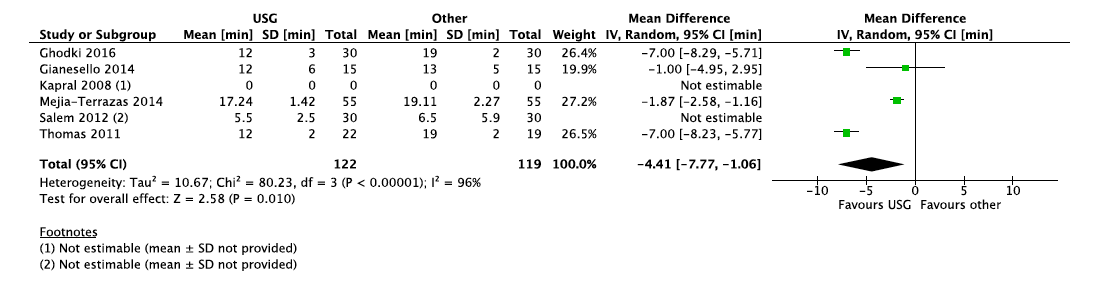 USG Other Mean Difference Mean Difference
Study or Subgroup Mean [min] SD [min] Total Mean [min] SD [min] Total Weight IV, Random, 95% CI [min] IV, Random, 95% CI [min]
Ghodki 2016 12 3 30 19 2 30 26.4% −7.00 [−8.29, −5.71]
Gianesello 2014 12 6 15 13 5 15 19.9% −1.00 [−4.95, 2.95]
Kapral 2008 (1) 0 0 0 0 0 0 Not estimable
Mejia-Terrazas 2014 17.24 1.42 55 19.11 2.27 55 27.2% −1.87 [−2.58, −1.16]
Salem 2012 (2) 5.5 2.5 30 6.5 5.9 30 Not estimable
Thomas 2011 12 2 22 19 2 19 26.5% −7.00 [−8.23, −5.77]
Total (95% CI) 122 119 100.0% −4.41 [−7.77, −1.06]
Heterogeneity: Tau² = 10.67; Chi² = 80.23, df = 3 (P < 0.00001); I² = 96%
Test for overall effect: Z = 2.58 (P = 0.010)
−10 −5 0 5 10
Favours USG Favours other
Footnotes
(1) Not estimable (mean ± SD not provided)
(2) Not estimable (mean ± SD not provided)